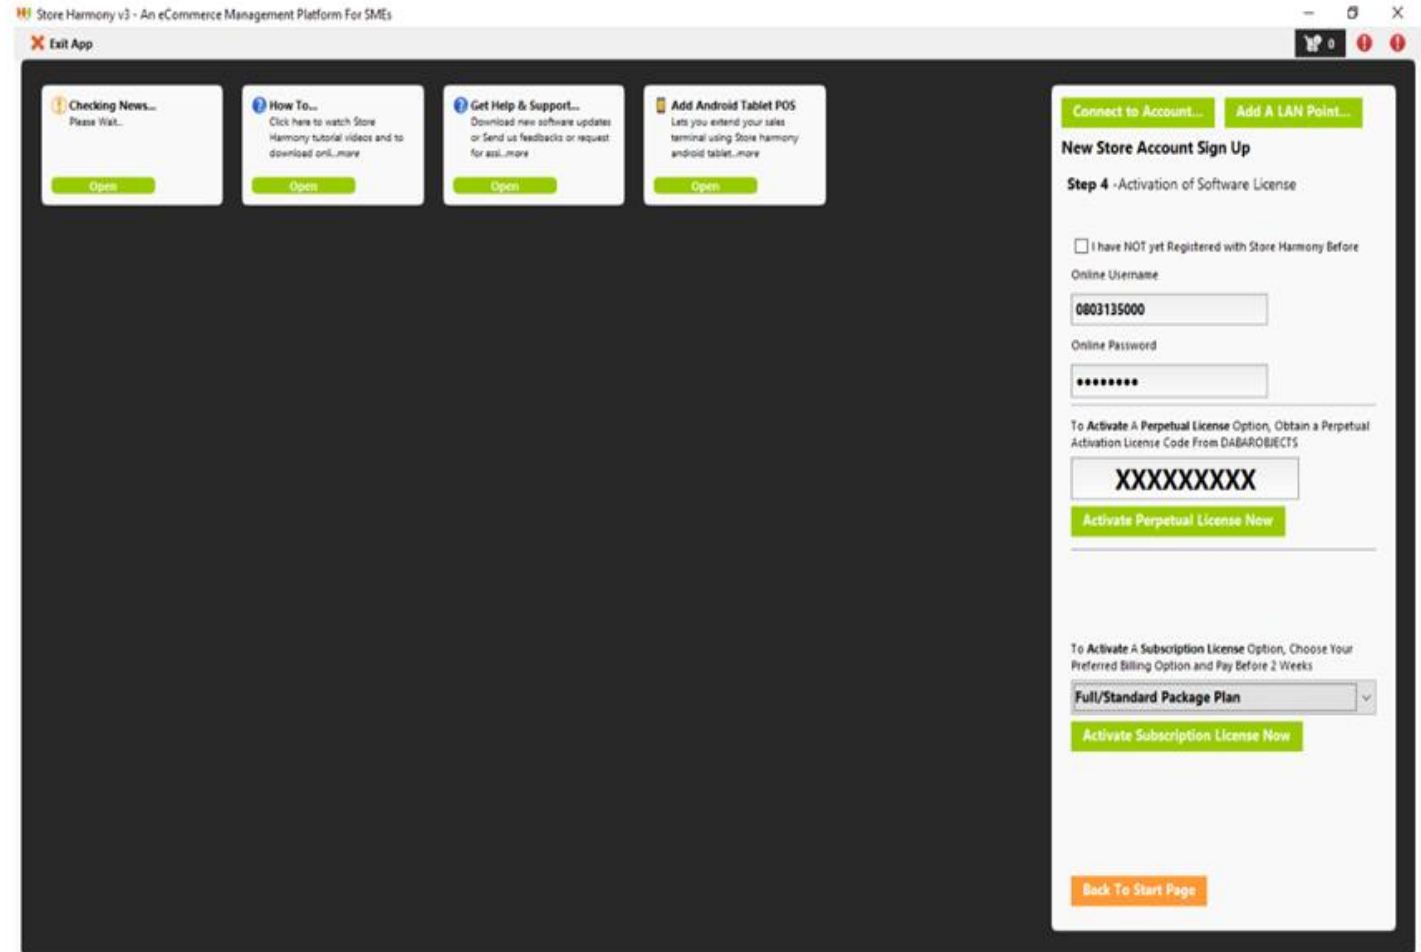 Store Harmony v3 - An eCommerce Management Platform For SMEs
Exit App
0
Checking News...
Please Wait..
Open
How To...
Click here to watch Store
Harmony tutorial videos and to
download onli...more
Open
Get Help & Support...
Download new software updates
or Send us feedbacks or request
for assi...more
Open
Add Android Tablet POS
Lets you extend your sales
terminal using Store harmony
android tablet...more
Open
Connect to Account...
Add A LAN Point...
New Store Account Sign Up
Step 4 -Activation of Software License
I have NOT yet Registered with Store Harmony Before
Online Username
0803135000
Online Password
••••••••
To Activate A Perpetual License Option, Obtain a Perpetual
Activation License Code From DABAROBJECTS
XXXXXXXXX
Activate Perpetual License Now
To Activate A Subscription License Option, Choose Your
Preferred Billing Option and Pay Before 2 Weeks
Full/Standard Package Plan
Activate Subscription License Now
Back To Start Page